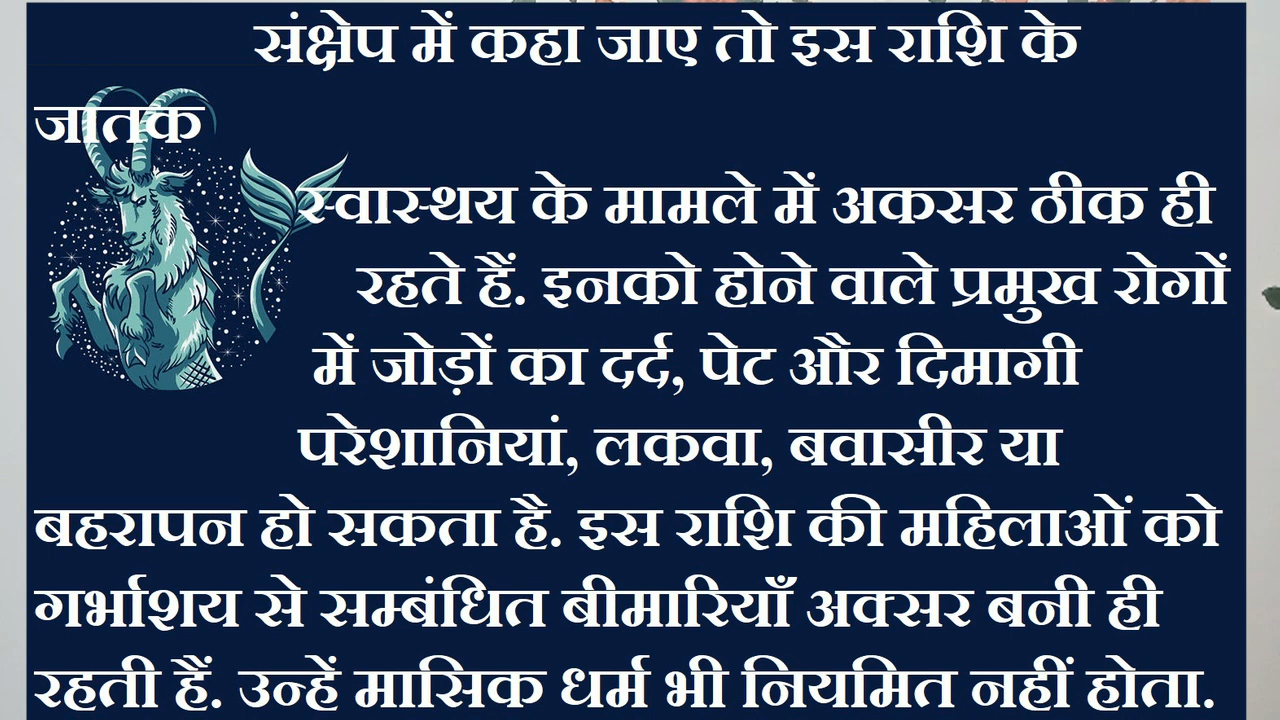 संक्षेप में कहा जाए तो इस राशि के
जातक
स्वास्थय के मामले में अकसर ठीक ही
रहते हैं. इनको होने वाले प्रमुख रोगों
में जोड़ों का दर्द, पेट और दिमागी
परेशानियां, लकवा, बवासीर या
बहरापन हो सकता है. इस राशि की महिलाओं को
गर्भाशय से सम्बंधित बीमारियाँ अक्सर बनी ही
रहती हैं. उन्हें मासिक धर्म भी नियमित नहीं होता.